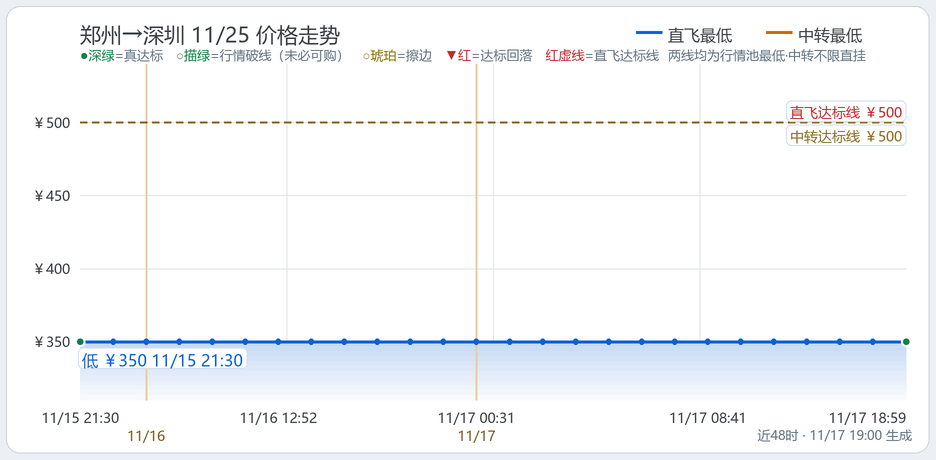 郑州→深圳 11/25 价格走势
直飞最低 中转最低
●深绿=真达标 ○描绿=行情破线（未必可购） ○琥珀=擦边 ▼红=达标回落 红虚线=直飞达标线 两线均为行情池最低·中转不限直挂
直飞达标线 ¥500
¥500
中转达标线 ¥500
¥450
¥400
¥350
低 ¥350 11/15 21:30
11/15 21:30 11/16 12:52 11/17 00:31 11/17 08:41 11/17 18:59
11/16 11/17 近48时 · 11/17 19:00 生成